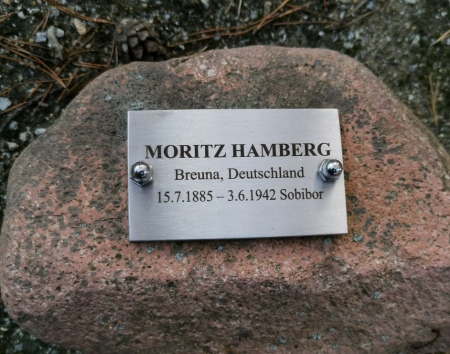 MORITZ HAMBERG
Breuna, Deutschland
15.7.1885 – 3.6.1942 Sobibor